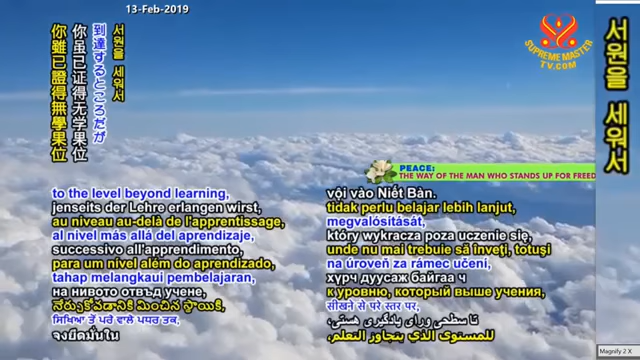 13-Feb-2019
서원을 세워서
到達するところだが
你虽已证得无学果位
你雖已證得無學果位
SUPREME MASTER
TV.COM
서원을 세워서
PEACE:
THE WAY OF THE MAN WHO STANDS UP FOR FREED
to the level beyond learning,
jenseits der Lehre erlangen wirst,
au niveau au-delà de l'apprentissage,
al nivel más allá del aprendizaje,
successivo all'apprendimento,
para um nível além do aprendizado,
tahap melangkaui pembelajaran,
на нивото отвъд учене,
నేర్చుకోవడానికి మించిన స్థాయికి,
ਸਿਖਿਆ ਤੋਂ ਪਰੇ ਵਾਲੇ ਪਧਰ ਤਕ,
จงยึดมั่นใน
vội vào Niết Bàn.
tidak perlu belajar lebih lanjut,
megvalósítását,
który wykracza poza uczenie się,
unde nu mai trebuie să înveţi, totuşi
na úroveň za rámec učení,
хүрч дуусаж байгаа ч
к уровню, который выше учения,
सीखने से परे स्तर पर,
تا سطحی ورای یادگیری هستی،
للمستوى الذي يتجاوز التعلم،
Magnify 2 X